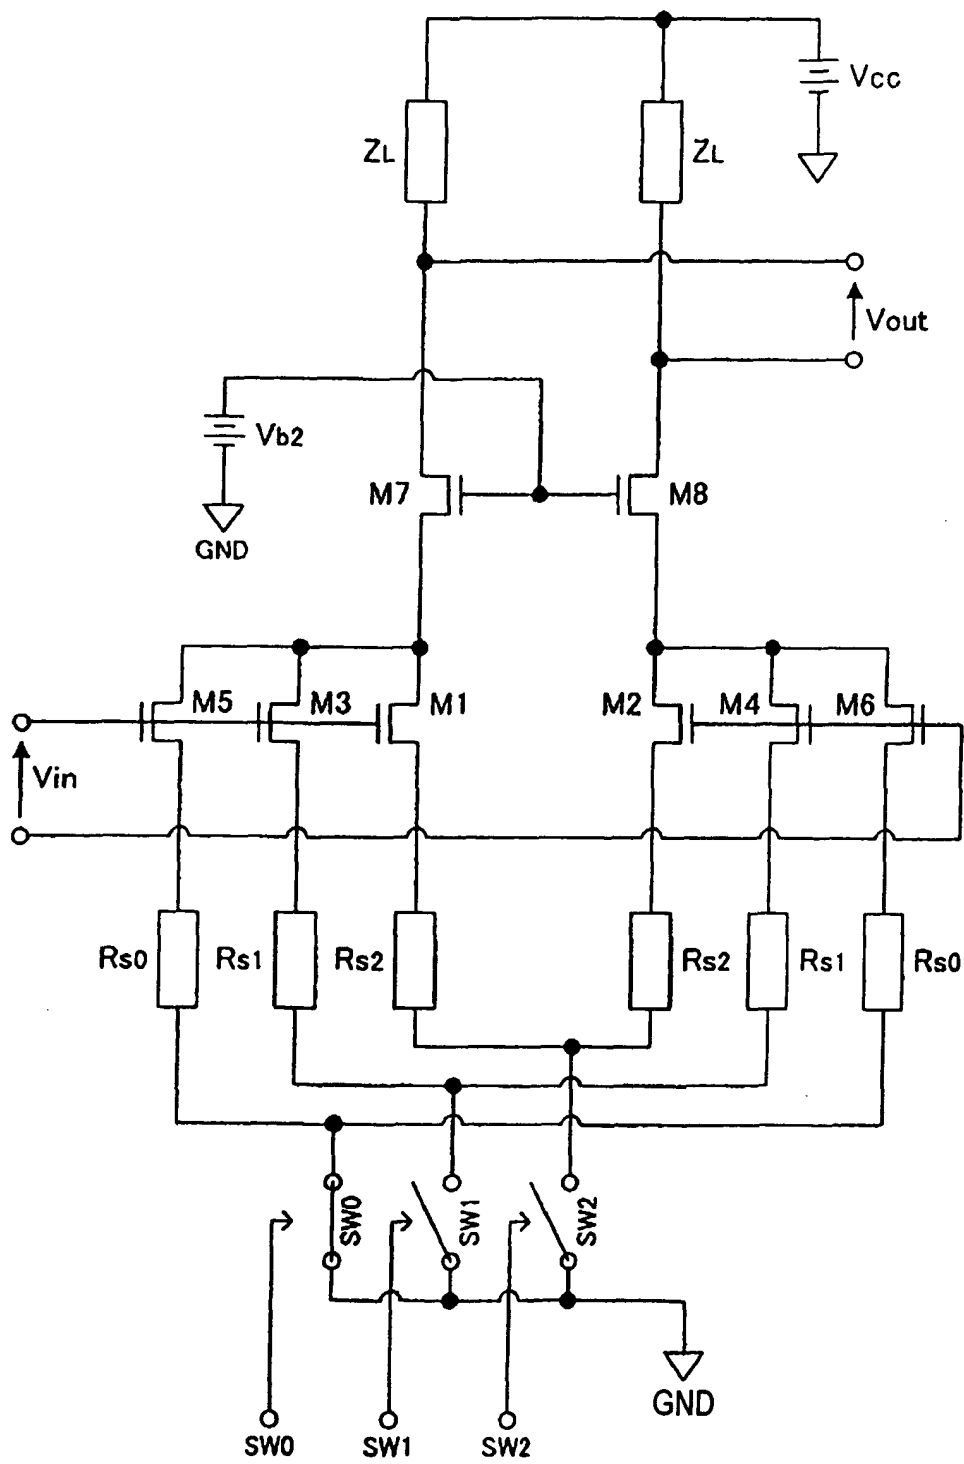 Vcc
ZL
ZL
Vout
Vb2
M7
M8
GND
M5
M3
M1
M2
M4
M6
Vin
Rs0
Rs1
Rs2
Rs2
Rs1
Rs0
SW0
SW1
SW2
GND
SW0
SW1
SW2